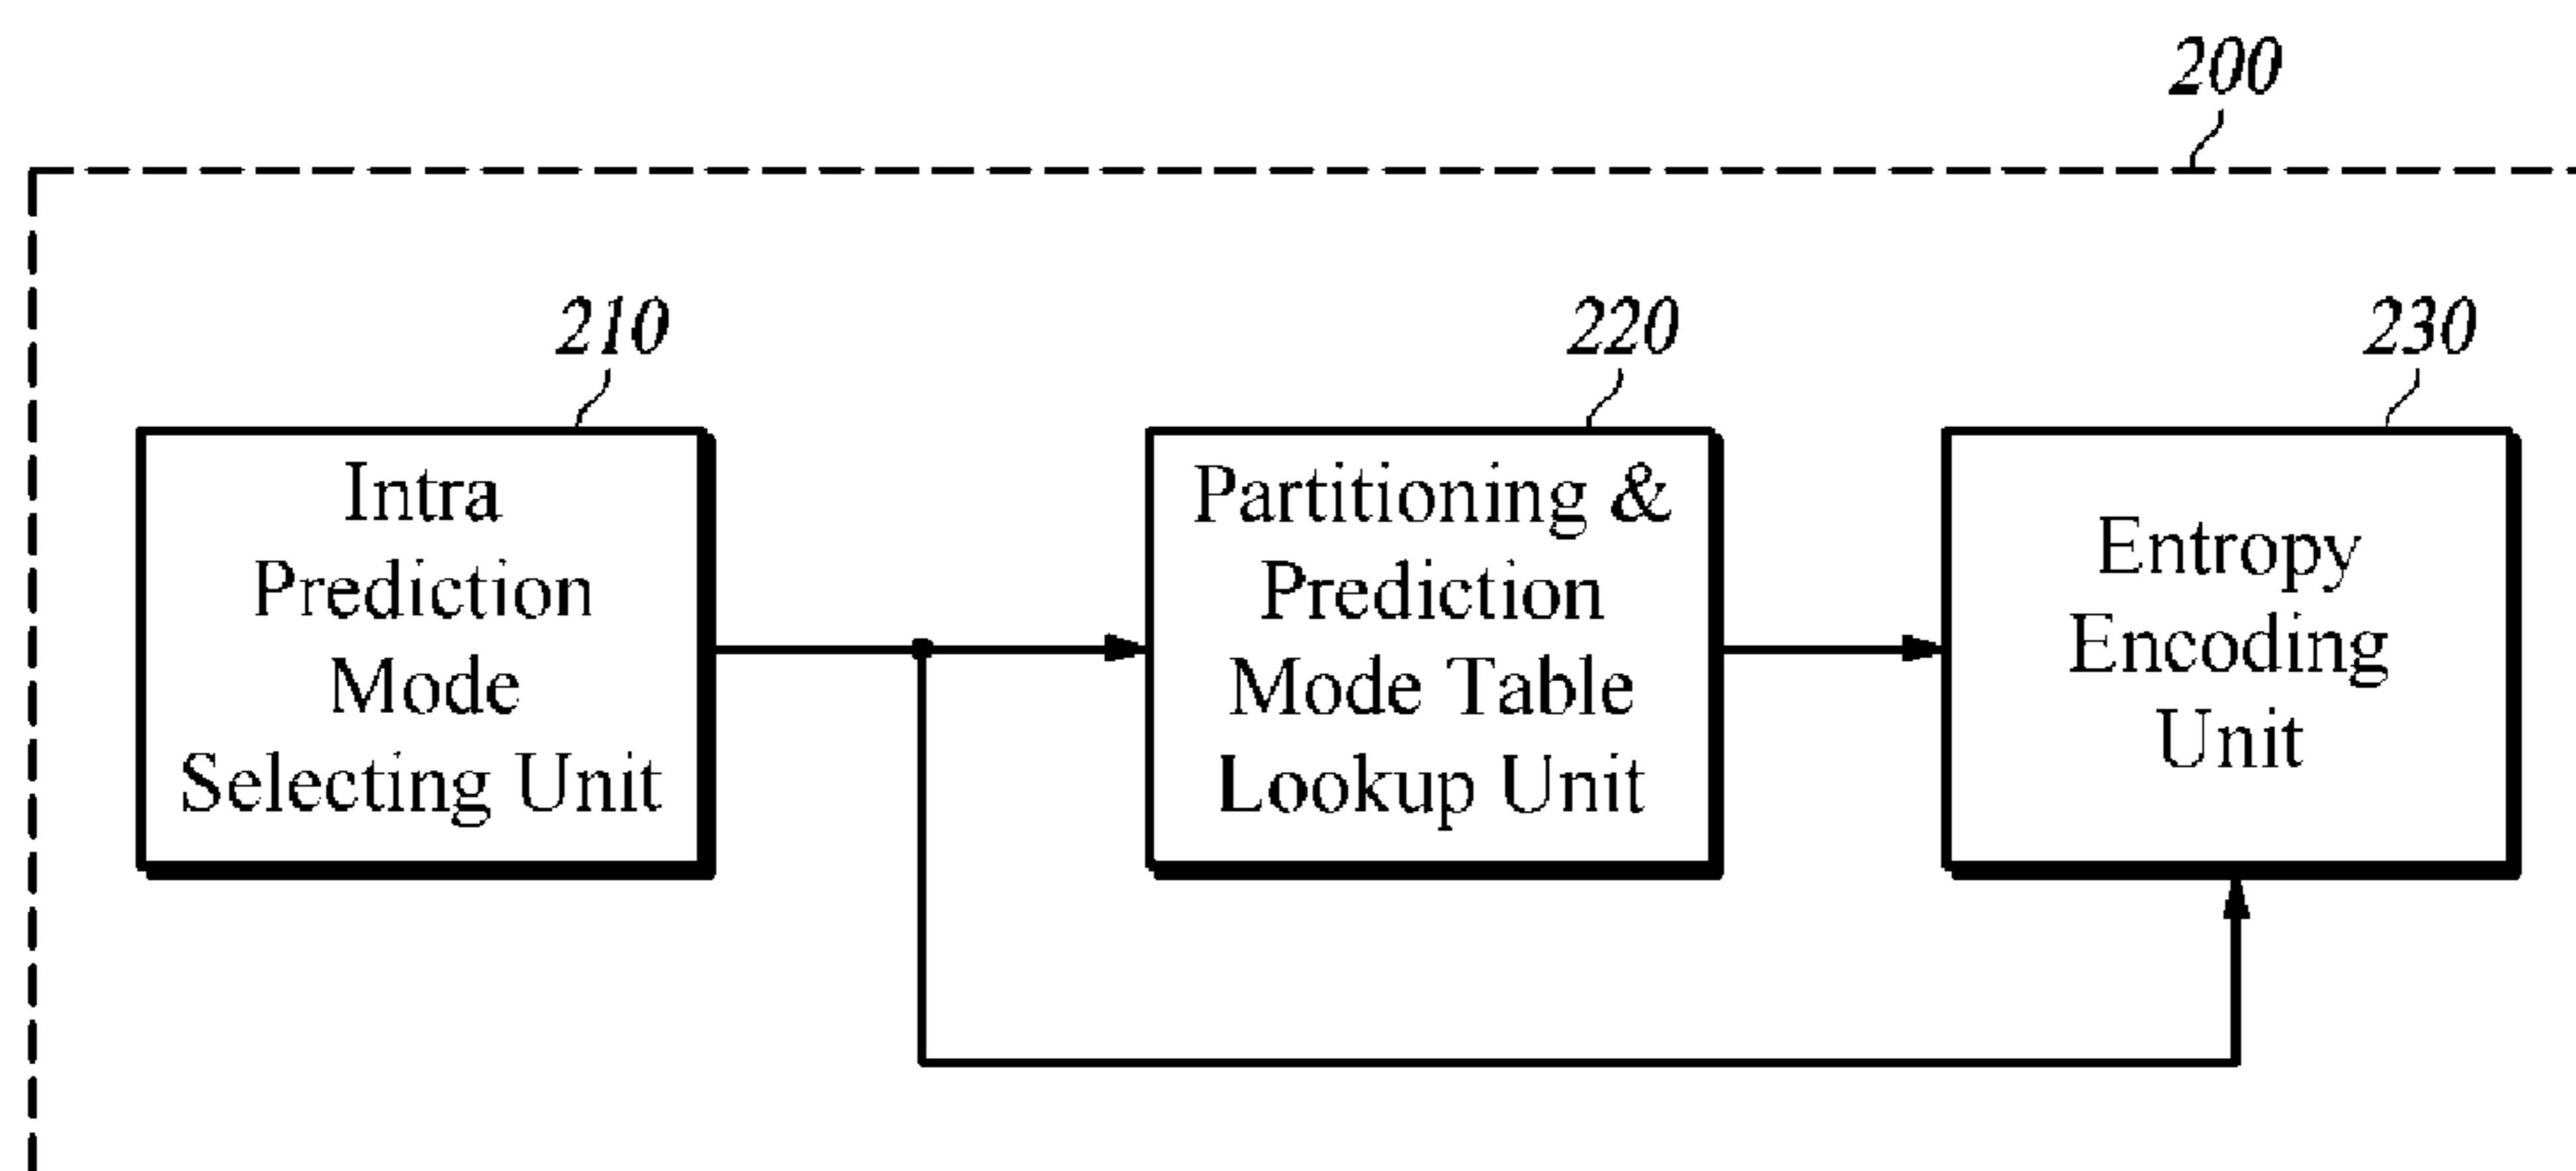 200
210
220
230
Intra
Prediction
Mode
Selecting Unit
Partitioning &
Prediction
Mode Table
Lookup Unit
Entropy
Encoding
Unit